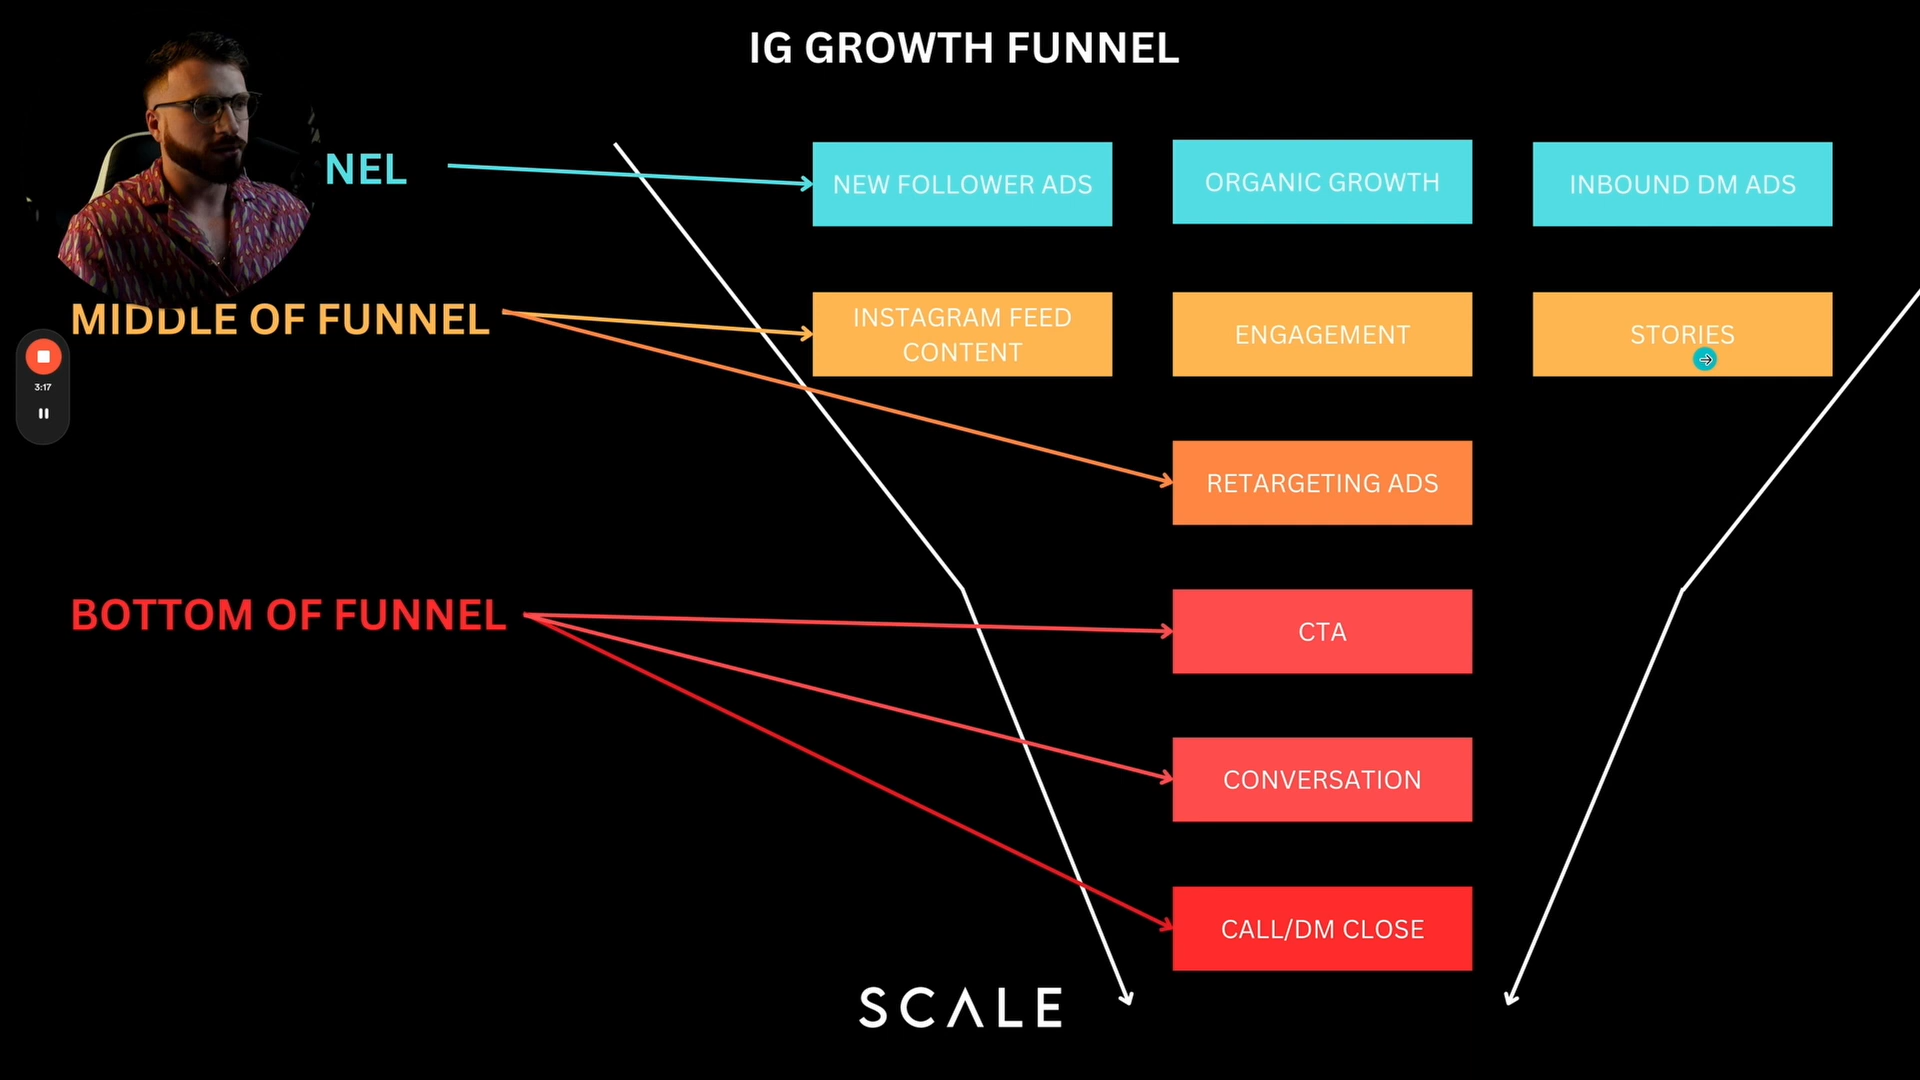 IG GROWTH FUNNEL
NEL
NEW FOLLOWER ADS
ORGANIC GROWTH
INBOUND DM ADS
MIDDLE OF FUNNEL
INSTAGRAM FEED
CONTENT
ENGAGEMENT
STORIES
3:17
RETARGETING ADS
BOTTOM OF FUNNEL
CTA
CONVERSATION
CALL/DM CLOSE
SCALE